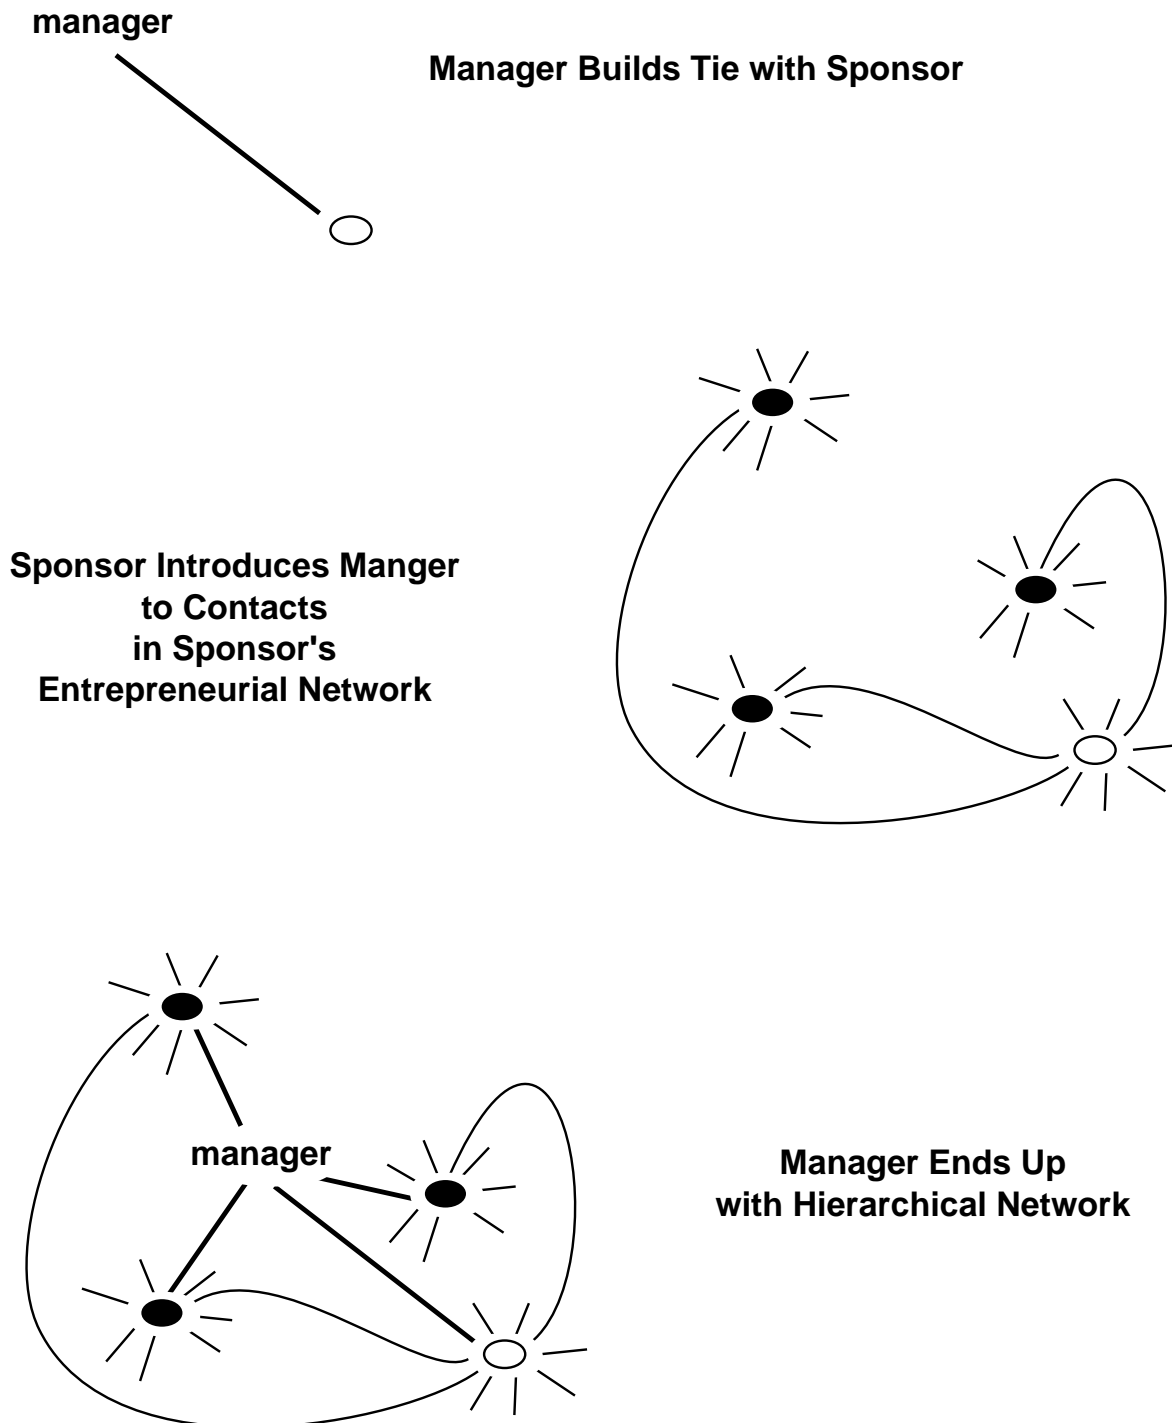 manager
Manager Builds Tie with Sponsor
Sponsor Introduces Manger
to Contacts
in Sponsor's
Entrepreneurial Network
manager
Manager Ends Up
with Hierarchical Network